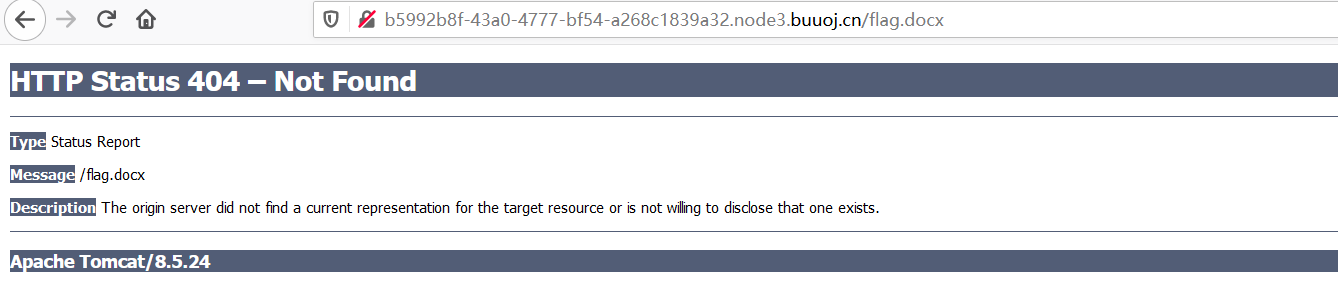 b5992b8f-43a0-4777-bf54-a268c1839a32.node3.buuoj.cn/flag.docx
HTTP Status 404 – Not Found
Type Status Report
Message /flag.docx
Description The origin server did not find a current representation for the target resource or is not willing to disclose that one exists.
Apache Tomcat/8.5.24